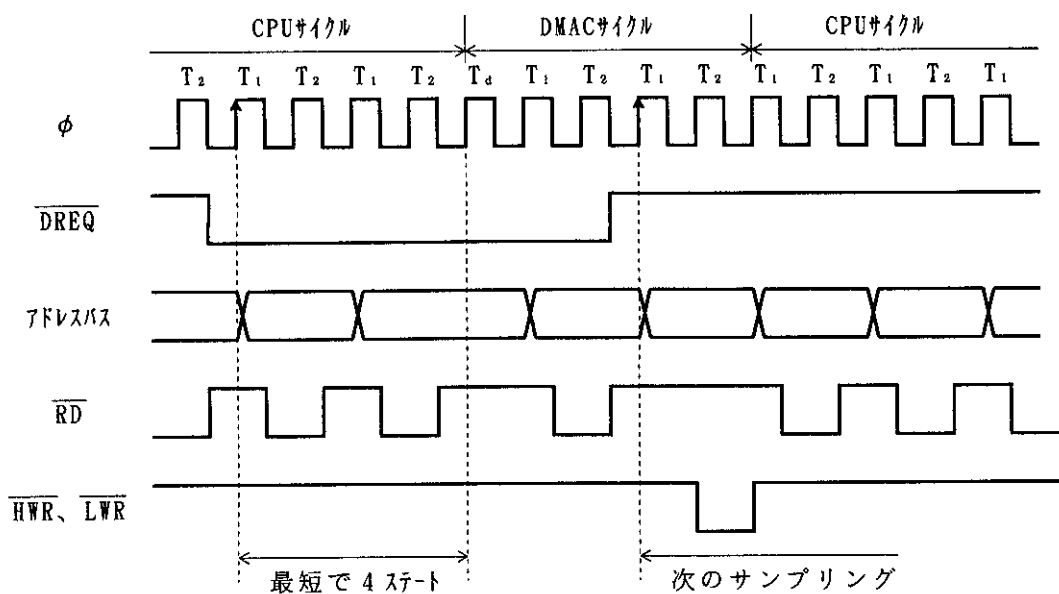 CPUサイクル DMACサイクル CPUサイクル
T₂ T₁ T₂ T₁ T₂ T_d T₁ T₂ T₁ T₂ T₁ T₂ T₁ T₂ T₁
φ
DREQ
アドレスバス
RD
HWR、LWR
最短で4ステート 次のサンプリング